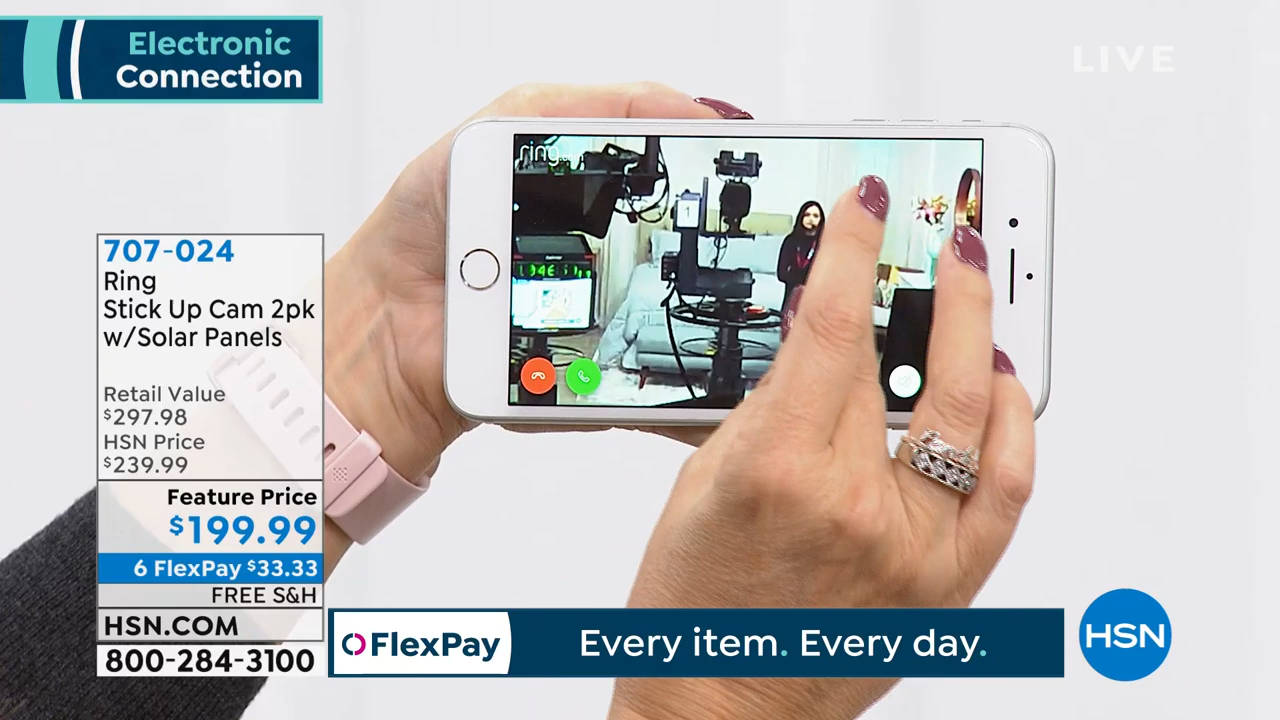 Electronic
Connection
LIVE
ring
1
707-024
Ring
Stick Up Cam 2pk
w/Solar Panels
Retail Value
$297.98
HSN Price
$239.99
Feature Price
$199.99
6 FlexPay $33.33
FREE S&H
HSN.COM
800-284-3100
FlexPay
Every item. Every day.
HSN